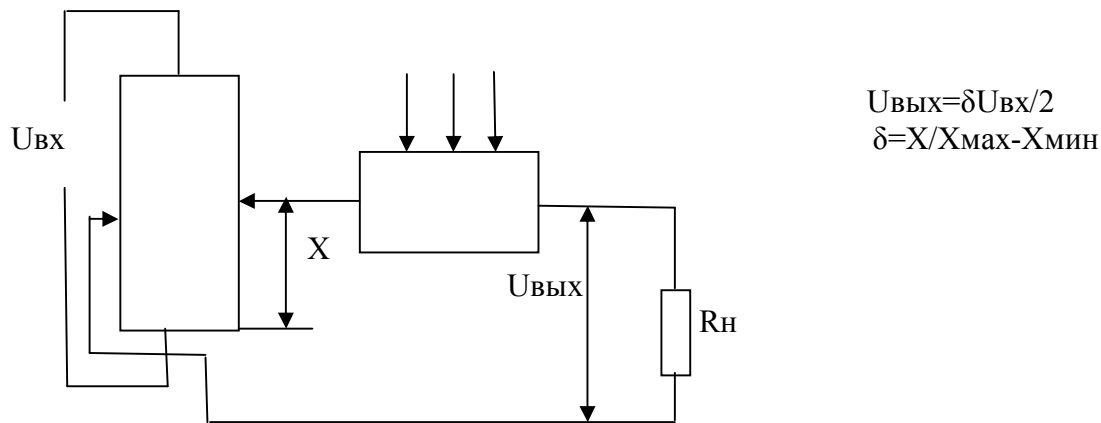 Uвых=δUвх/2
δ=X/Xмах-Xмин
Uвх
X
Uвых
Rн